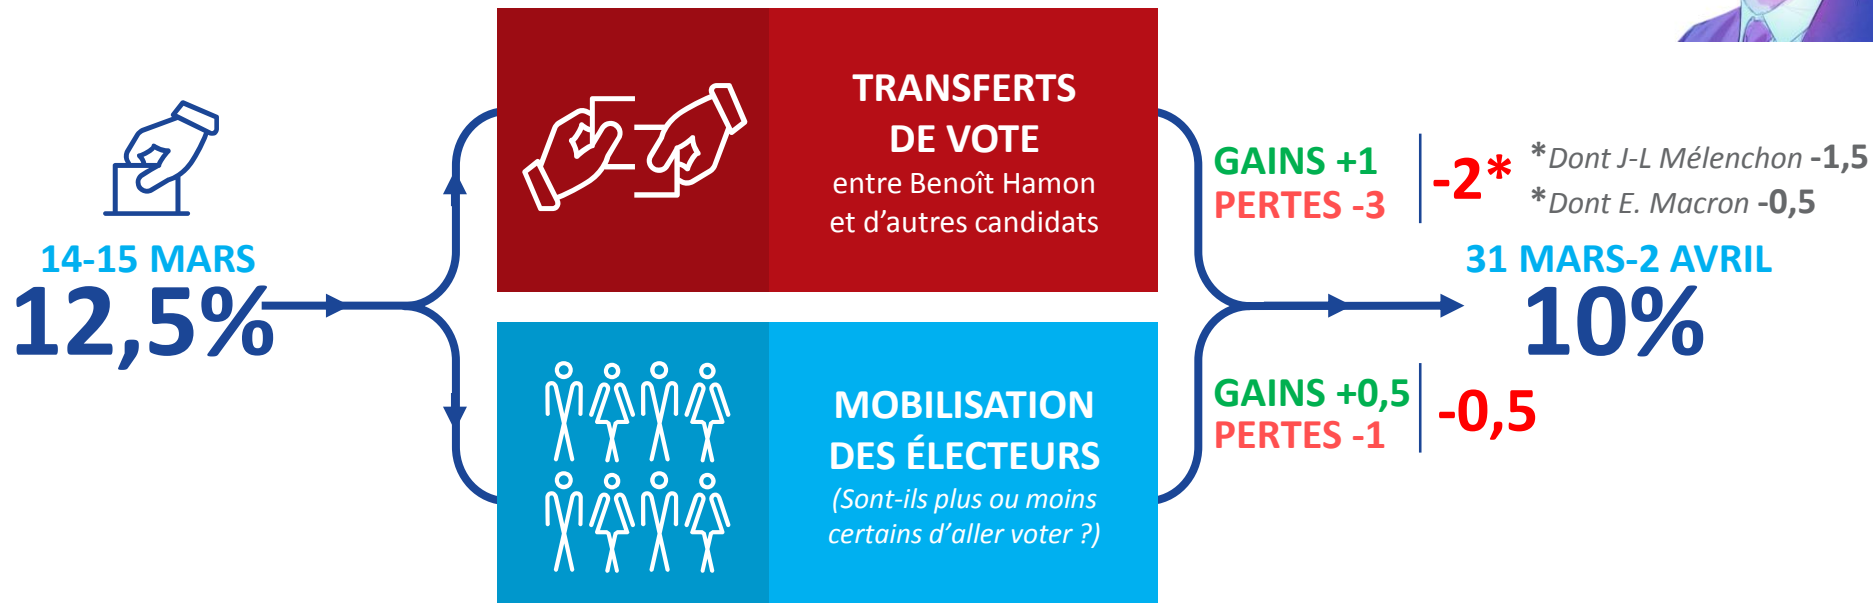 14-15 MARS
12,5%
TRANSFERTS
DE VOTE
entre Benoît Hamon
et d'autres candidats
GAINS +1
PERTES -3
-2*
*Dont J-L Mélenchon -1,5
*Dont E. Macron -0,5
MOBILISATION
DES ÉLECTEURS
(Sont-ils plus ou moins
certains d'aller voter ?)
GAINS +0,5
PERTES -1
-0,5
31 MARS-2 AVRIL
10%